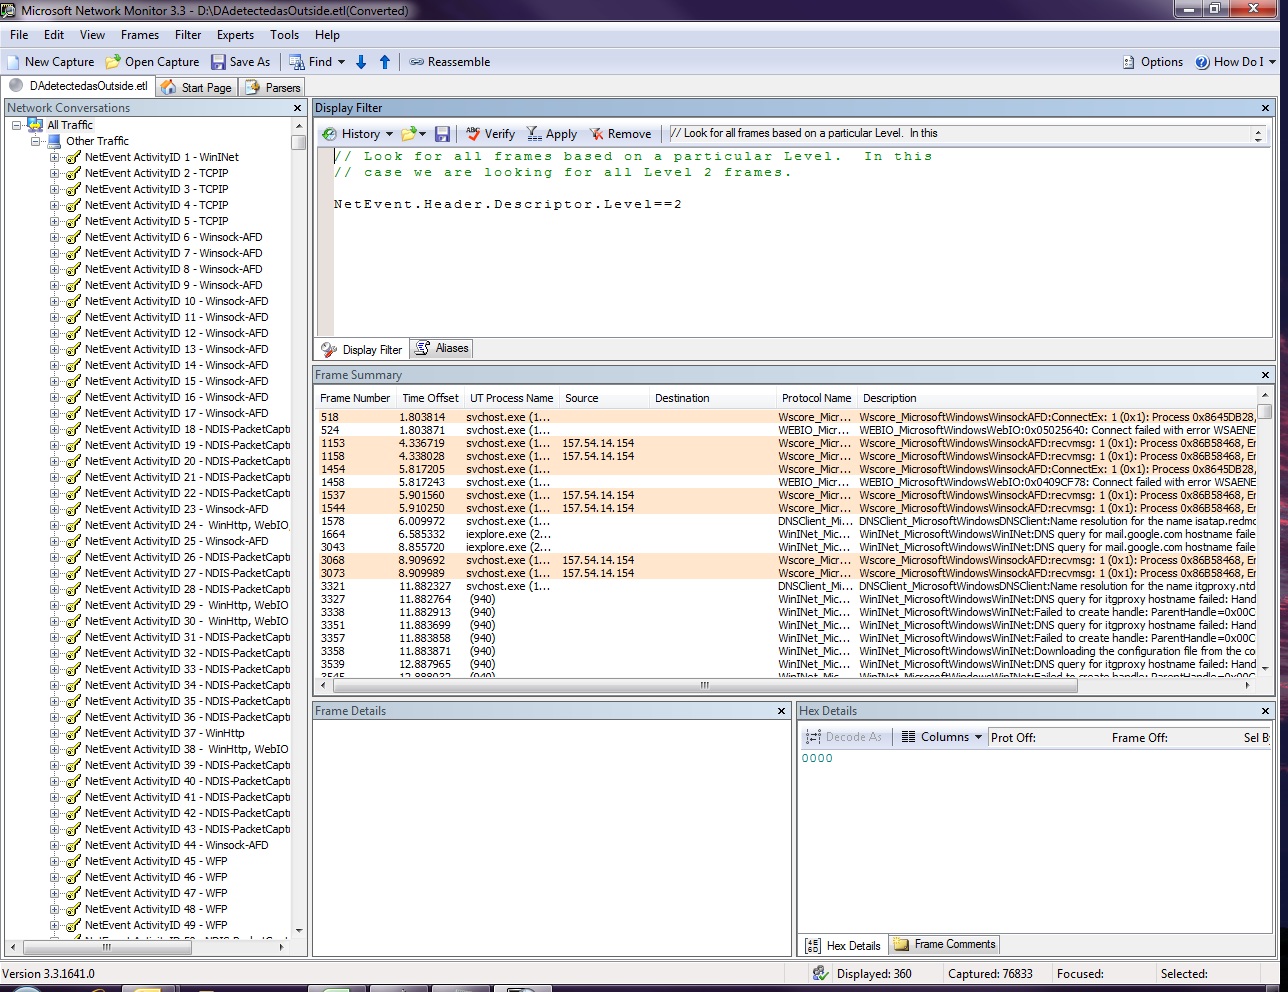 Microsoft Network Monitor 3.3 - D:\DAdetectedasOutside.etl(Converted)
File Edit View Frames Filter Experts Tools Help
New Capture Open Capture Save As Find Reassemble Options How Do I
DAdetectedasOutside.etl Start Page Parsers
Network Conversations
All Traffic
Other Traffic
NetEvent ActivityID 1 - WinINet
NetEvent ActivityID 2 - TCPIP
NetEvent ActivityID 3 - TCPIP
NetEvent ActivityID 4 - TCPIP
NetEvent ActivityID 5 - TCPIP
NetEvent ActivityID 6 - Winsock-AFD
NetEvent ActivityID 7 - Winsock-AFD
NetEvent ActivityID 8 - Winsock-AFD
NetEvent ActivityID 9 - Winsock-AFD
NetEvent ActivityID 10 - Winsock-AFD
NetEvent ActivityID 11 - Winsock-AFD
NetEvent ActivityID 12 - Winsock-AFD
NetEvent ActivityID 13 - Winsock-AFD
NetEvent ActivityID 14 - Winsock-AFD
NetEvent ActivityID 15 - Winsock-AFD
NetEvent ActivityID 16 - Winsock-AFD
NetEvent ActivityID 17 - Winsock-AFD
NetEvent ActivityID 18 - NDIS-PacketCapt
NetEvent ActivityID 19 - NDIS-PacketCapt
NetEvent ActivityID 20 - NDIS-PacketCapt
NetEvent ActivityID 21 - NDIS-PacketCapt
NetEvent ActivityID 22 - NDIS-PacketCapt
NetEvent ActivityID 23 - Winsock-AFD
NetEvent ActivityID 24 - WinHttp, WebIO,
NetEvent ActivityID 25 - Winsock-AFD
NetEvent ActivityID 26 - NDIS-PacketCapt
NetEvent ActivityID 27 - NDIS-PacketCapt
NetEvent ActivityID 28 - NDIS-PacketCapt
NetEvent ActivityID 29 - WinHttp, WebIO
NetEvent ActivityID 30 - WinHttp, WebIO
NetEvent ActivityID 31 - NDIS-PacketCapt
NetEvent ActivityID 32 - NDIS-PacketCapt
NetEvent ActivityID 33 - NDIS-PacketCapt
NetEvent ActivityID 34 - NDIS-PacketCapt
NetEvent ActivityID 35 - NDIS-PacketCapt
NetEvent ActivityID 36 - NDIS-PacketCapt
NetEvent ActivityID 37 - WinHttp
NetEvent ActivityID 38 - WinHttp, WebIO
NetEvent ActivityID 39 - NDIS-PacketCapt
NetEvent ActivityID 40 - NDIS-PacketCapt
NetEvent ActivityID 41 - NDIS-PacketCapt
NetEvent ActivityID 42 - NDIS-PacketCapt
NetEvent ActivityID 43 - NDIS-PacketCapt
NetEvent ActivityID 44 - Winsock-AFD
NetEvent ActivityID 45 - WFP
NetEvent ActivityID 46 - WFP
NetEvent ActivityID 47 - WFP
NetEvent ActivityID 48 - WFP
NetEvent ActivityID 49 - WFP
Display Filter
History Verify Apply Remove // Look for all frames based on a particular Level. In this
// Look for all frames based on a particular Level. In this
// case we are looking for all Level 2 frames.
NetEvent.Header.Descriptor.Level==2
Display Filter Aliases
Frame Summary
Frame Number Time Offset UT Process Name Source Destination Protocol Name Description
518 1.803814 svchost.exe (1... Wscore_Micr... Wscore_MicrosoftWindowsWinsockAFD:ConnectEx: 1 (0x1): Process 0x8645DB28,
524 1.803871 svchost.exe (1... WEBIO_Micr... WEBIO_MicrosoftWindowsWebIO:0x05025640: Connect failed with error WSAENE
1153 4.336719 svchost.exe (1... 157.54.14.154 Wscore_Micr... Wscore_MicrosoftWindowsWinsockAFD:recvmsg: 1 (0x1): Process 0x86B58468, Er
1158 4.338028 svchost.exe (1... 157.54.14.154 Wscore_Micr... Wscore_MicrosoftWindowsWinsockAFD:recvmsg: 1 (0x1): Process 0x86B58468, Er
1454 5.817205 svchost.exe (1... Wscore_Micr... Wscore_MicrosoftWindowsWinsockAFD:ConnectEx: 1 (0x1): Process 0x8645DB28,
1458 5.817243 svchost.exe (1... WEBIO_Micr... WEBIO_MicrosoftWindowsWebIO:0x0409CF78: Connect failed with error WSAENE
1537 5.901560 svchost.exe (1... 157.54.14.154 Wscore_Micr... Wscore_MicrosoftWindowsWinsockAFD:recvmsg: 1 (0x1): Process 0x86B58468, Er
1544 5.910250 svchost.exe (1... 157.54.14.154 Wscore_Micr... Wscore_MicrosoftWindowsWinsockAFD:recvmsg: 1 (0x1): Process 0x86B58468, Er
1578 6.009972 svchost.exe (1... DNSClient_Mi... DNSClient_MicrosoftWindowsDNSClient:Name resolution for the name isatap.redmo
1664 6.585332 iexplore.exe (2... WinINet_Mic... WinINet_MicrosoftWindowsWinINet:DNS query for mail.google.com hostname faile
3043 8.855720 iexplore.exe (2... WinINet_Mic... WinINet_MicrosoftWindowsWinINet:DNS query for mail.google.com hostname faile
3068 8.909692 svchost.exe (1... 157.54.14.154 Wscore_Micr... Wscore_MicrosoftWindowsWinsockAFD:recvmsg: 1 (0x1): Process 0x86B58468, Er
3073 8.909989 svchost.exe (1... 157.54.14.154 Wscore_Micr... Wscore_MicrosoftWindowsWinsockAFD:recvmsg: 1 (0x1): Process 0x86B58468, Er
3321 11.882327 svchost.exe (1... DNSClient_Mi... DNSClient_MicrosoftWindowsDNSClient:Name resolution for the name itgproxy.ntd
3327 11.882764 (940) WinINet_Mic... WinINet_MicrosoftWindowsWinINet:DNS query for itgproxy hostname failed: Hand
3338 11.882913 (940) WinINet_Mic... WinINet_MicrosoftWindowsWinINet:Failed to create handle: ParentHandle=0x00C
3351 11.883699 (940) WinINet_Mic... WinINet_MicrosoftWindowsWinINet:DNS query for itgproxy hostname failed: Hand
3357 11.883858 (940) WinINet_Mic... WinINet_MicrosoftWindowsWinINet:Failed to create handle: ParentHandle=0x00C
3358 11.883871 (940) WinINet_Mic... WinINet_MicrosoftWindowsWinINet:Downloading the configuration file from the co
3539 12.887965 (940) WinINet_Mic... WinINet_MicrosoftWindowsWinINet:DNS query for itgproxy hostname failed: Hand
Frame Details
Hex Details
Decode As Columns Prot Off: Frame Off: Sel B
0000
Hex Details Frame Comments
Version 3.3.1641.0 Displayed: 360 Captured: 76833 Focused: Selected: